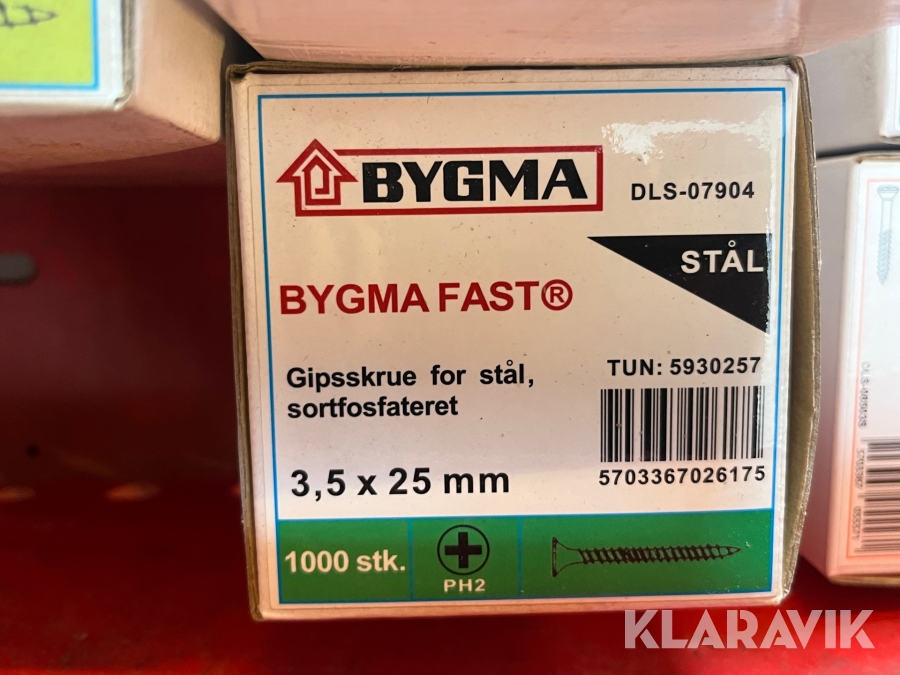 BYGMA
DLS-07904
STÅL
BYGMA FAST®
Gipsskrue for stål,
sortfosfateret
TUN: 5930257
5703367026175
3,5 x 25 mm
1000 stk.
PH2
KLARAVIK